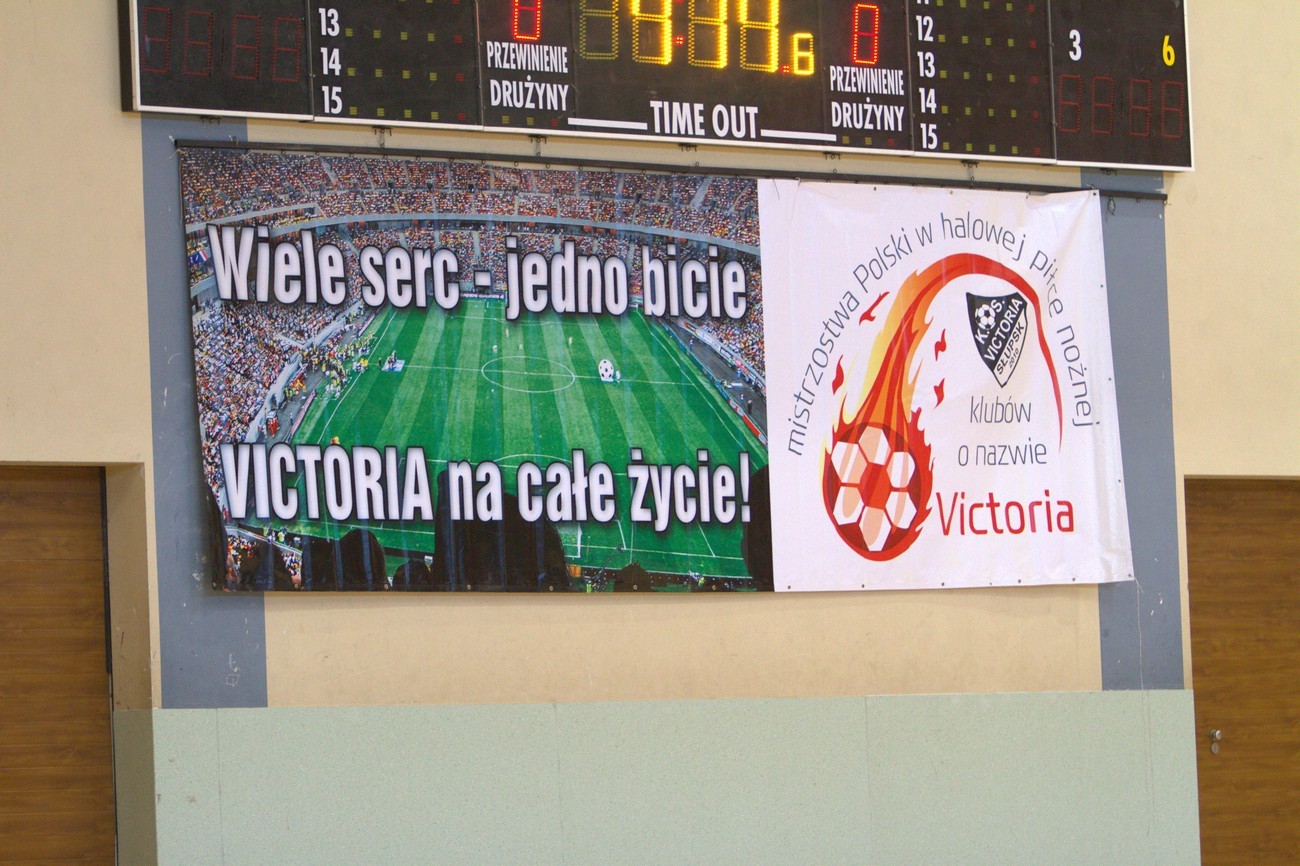 13
14
15
PRZEWINIENIE
DRUŻYNY
TIME OUT
PRZEWINIENIE
DRUŻYNY
12
13
14
15
3
6
Wiele serc - jedno bicie
VICTORIA na całe życie!
mistrzostwa Polski w halowej piłce nożnej
K.S.
VICTORIA
SŁUPSK
2010
klubów
o nazwie
Victoria